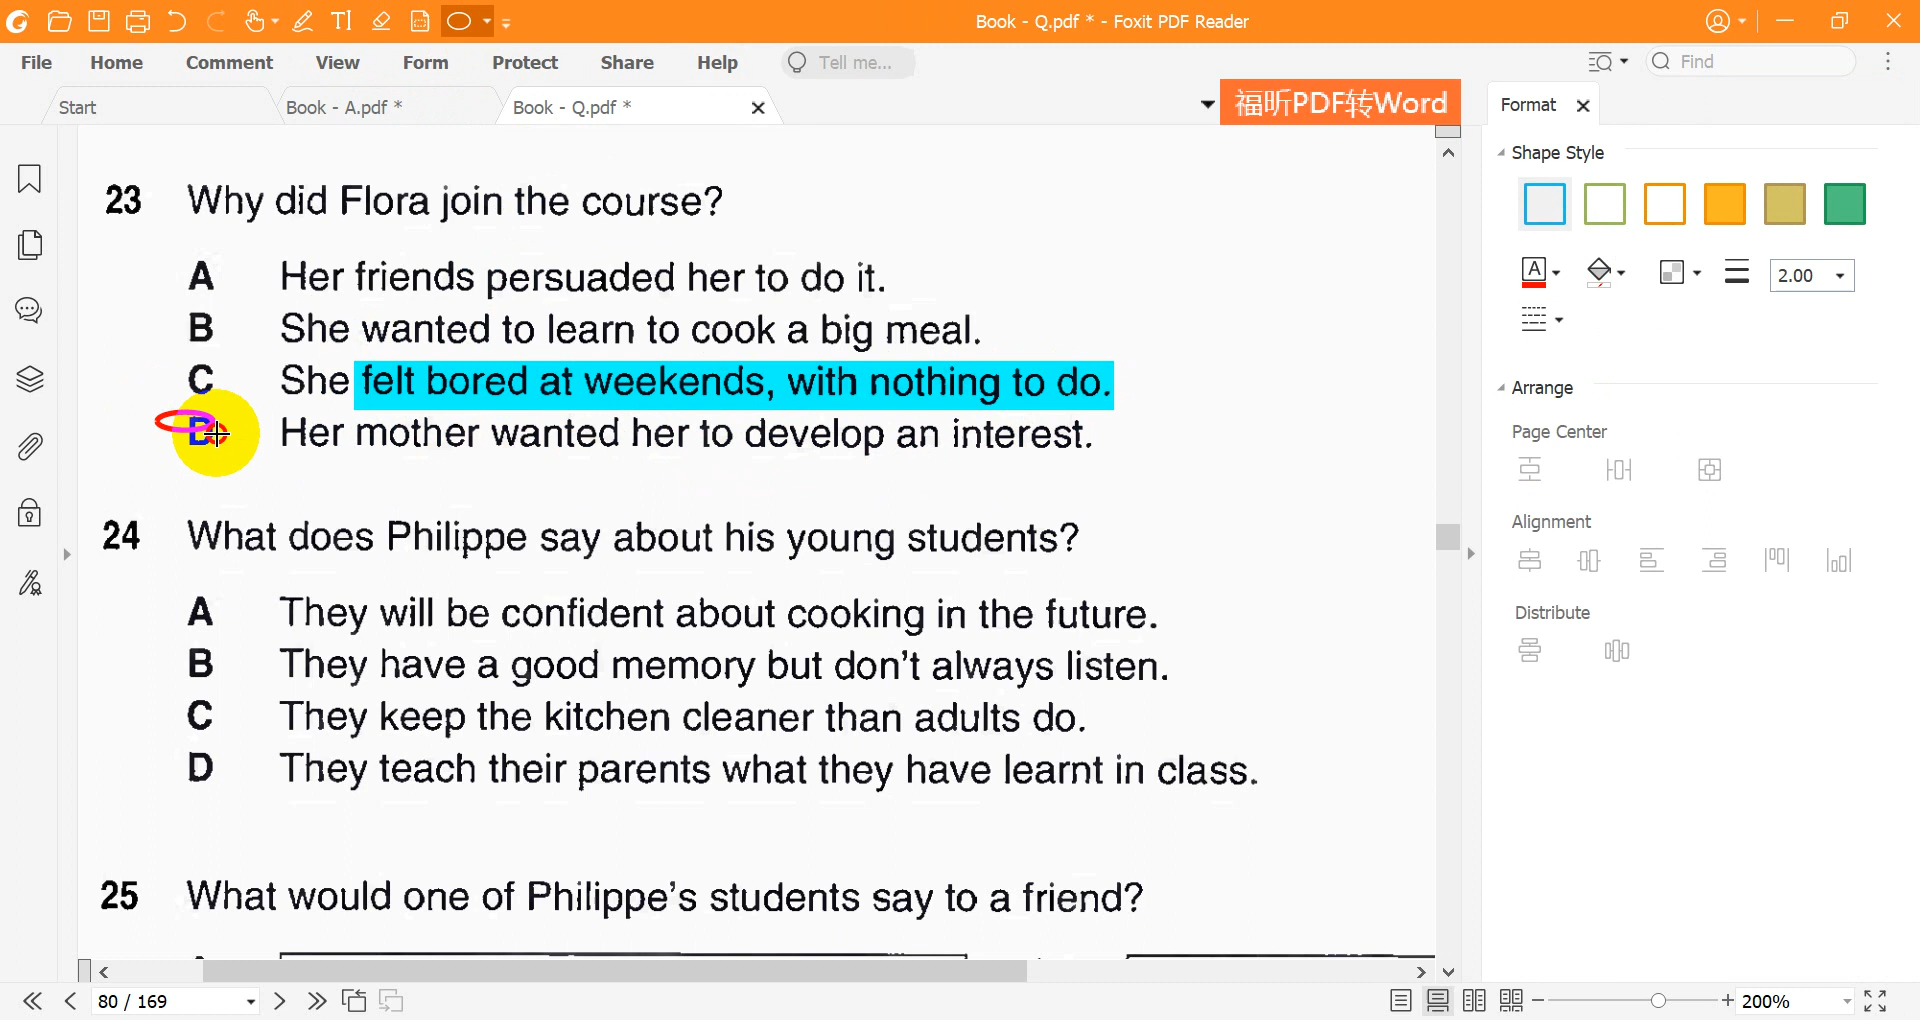 Book - Q.pdf * - Foxit PDF Reader
File Home Comment View Form Protect Share Help Tell me... Find
Start Book - A.pdf * Book - Q.pdf * 福昕PDF转Word Format
Shape Style
2.00
Arrange
Page Center
Alignment
Distribute
23 Why did Flora join the course?
A Her friends persuaded her to do it.
B She wanted to learn to cook a big meal.
C She felt bored at weekends, with nothing to do.
D Her mother wanted her to develop an interest.
24 What does Philippe say about his young students?
A They will be confident about cooking in the future.
B They have a good memory but don't always listen.
C They keep the kitchen cleaner than adults do.
D They teach their parents what they have learnt in class.
25 What would one of Philippe's students say to a friend?
80 / 169 200%